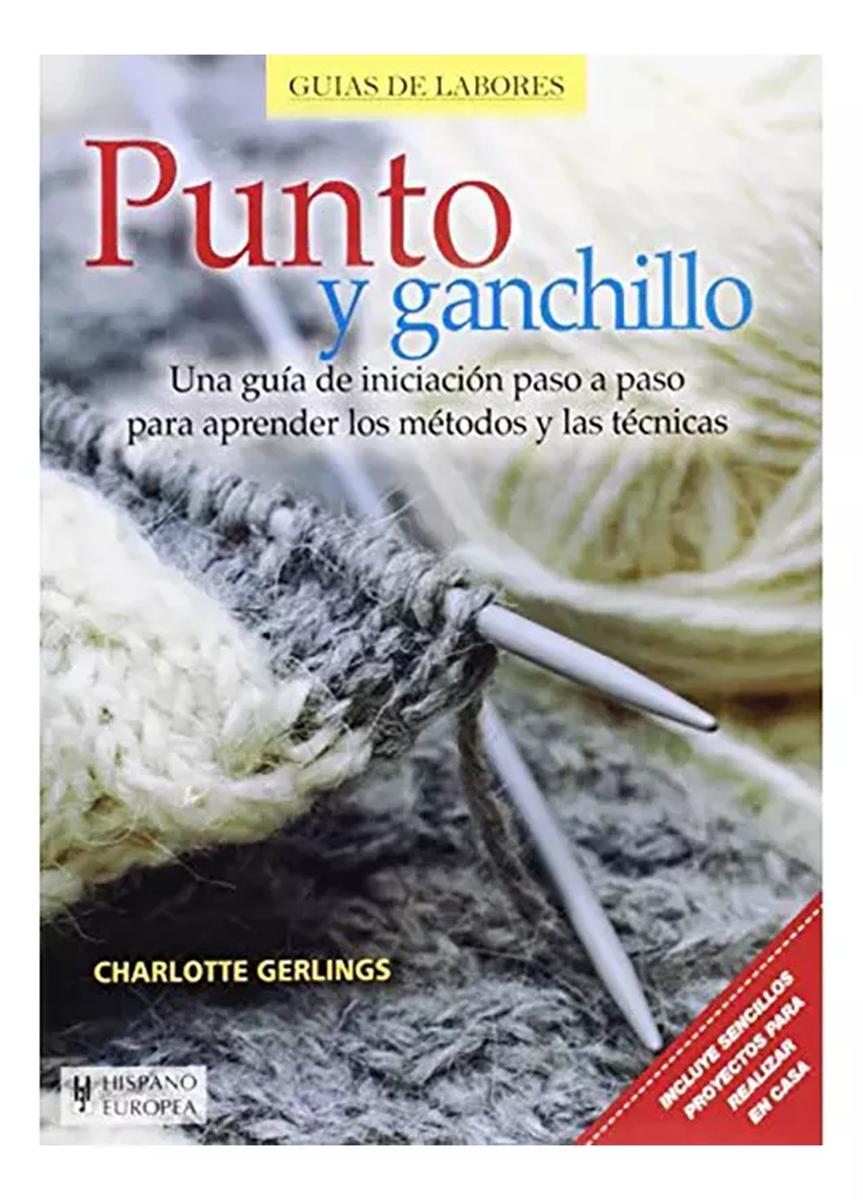 GUIAS DE LABORES
Punto
y ganchillo
Una guía de iniciación paso a paso
para aprender los métodos y las técnicas
CHARLOTTE GERLINGS
HISPANO
EUROPEA
INCLUYE SENCILLOS
PROYECTOS PARA
REALIZAR
EN CASA